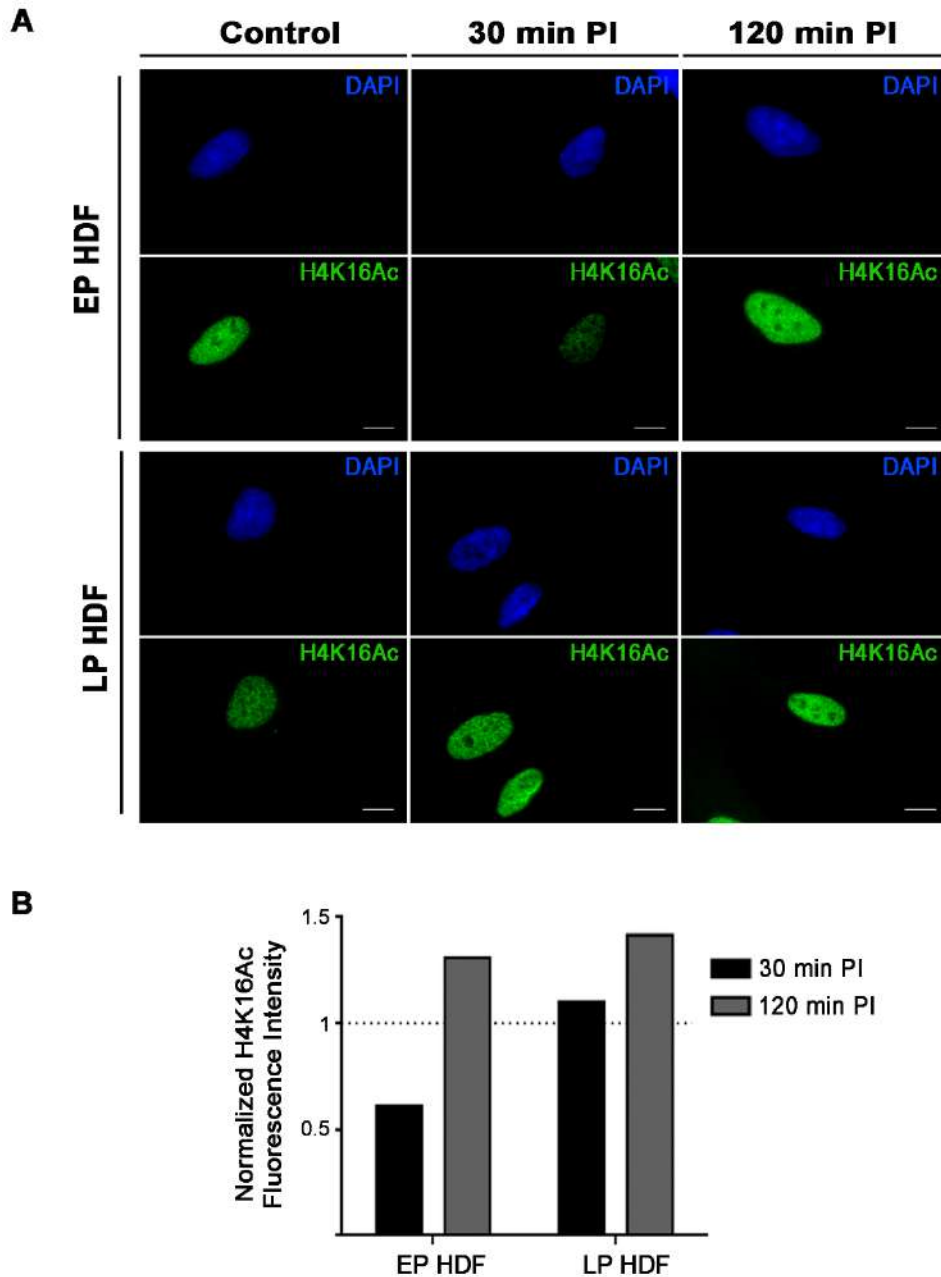 A
Control 30 min PI 120 min PI
EP HDF
DAPI DAPI DAPI
H4K16Ac H4K16Ac H4K16Ac
LP HDF
DAPI DAPI DAPI
H4K16Ac H4K16Ac H4K16Ac
B
Normalized H4K16Ac
Fluorescence Intensity
1.5
1
0.5
30 min PI
120 min PI
EP HDF LP HDF